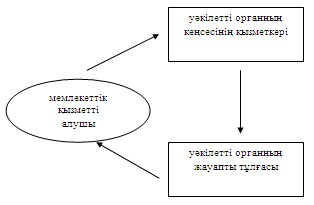 уәкілетті органның
кеңсесінің қызметкері
мемлекеттік
қызметті
алушы
уәкілетті органның
жауапты тұлғасы